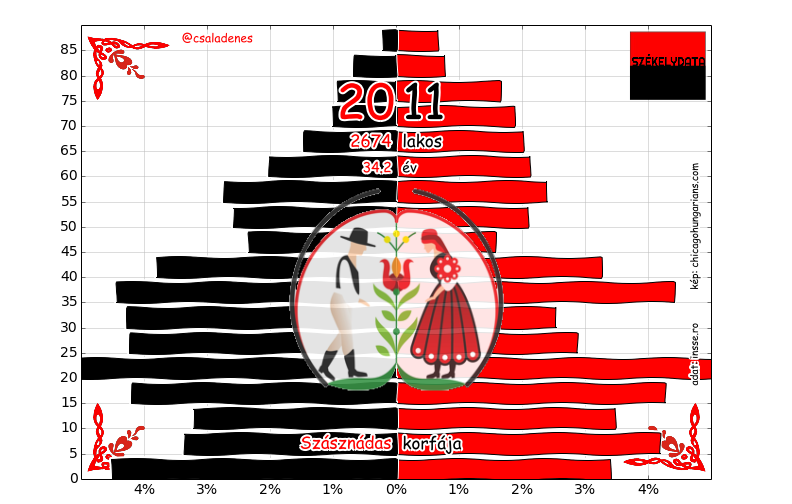 @csaladenes
SZÉKELYDATA
2011
2674 lakos
34,2 év
kép: chicagohungarians.com
adat: insse.ro
Szásznádas korfája
85
80
75
70
65
60
55
50
45
40
35
30
25
20
15
10
5
0
4% 3% 2% 1% 0% 1% 2% 3% 4%